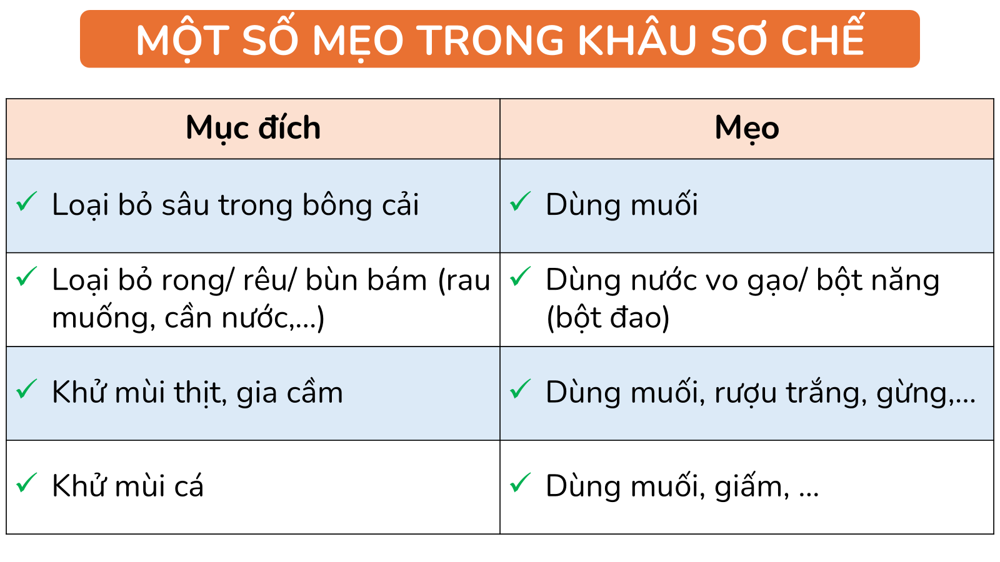 MỘT SỐ MẸO TRONG KHÂU SƠ CHẾ
Mục đích
Mẹo
✓ Loại bỏ sâu trong bông cải
✓ Dùng muối
✓ Loại bỏ rong/ rêu/ bùn bám (rau
muống, cần nước,...)
✓ Dùng nước vo gạo/ bột năng
(bột đao)
✓ Khử mùi thịt, gia cầm
✓ Dùng muối, rượu trắng, gừng,...
✓ Khử mùi cá
✓ Dùng muối, giấm, ...